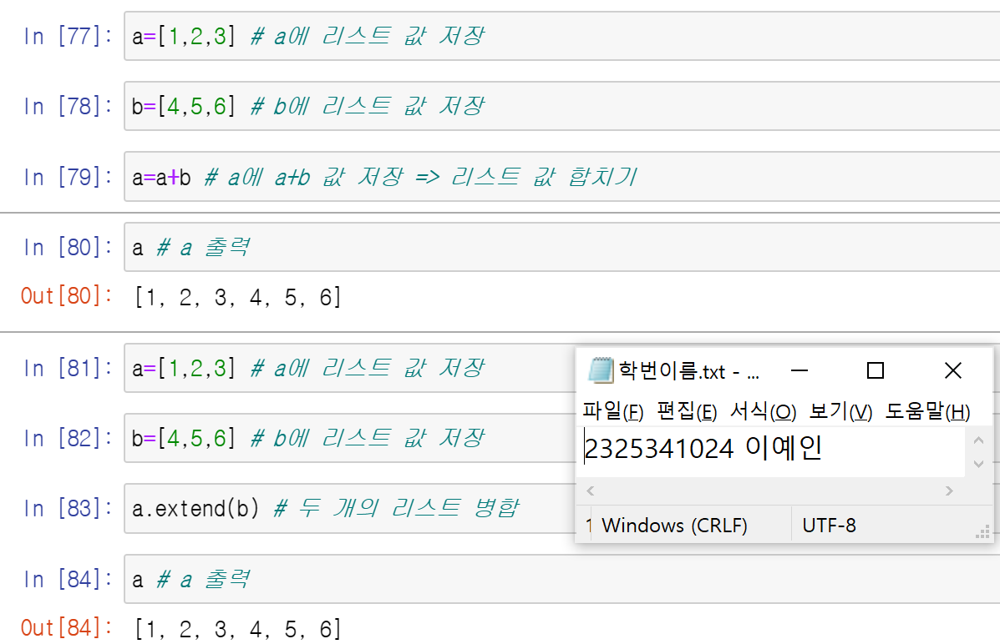 In [77]: a=[1,2,3] # a에 리스트 값 저장
In [78]: b=[4,5,6] # b에 리스트 값 저장
In [79]: a=a+b # a에 a+b 값 저장 => 리스트 값 합치기
In [80]: a # a 출력
Out[80]: [1, 2, 3, 4, 5, 6]
In [81]: a=[1,2,3] # a에 리스트 값 저장
In [82]: b=[4,5,6] # b에 리스트 값 저장
In [83]: a.extend(b) # 두 개의 리스트 병합
In [84]: a # a 출력
Out[84]: [1, 2, 3, 4, 5, 6]
학번이름.txt - ...
파일(F) 편집(E) 서식(O) 보기(V) 도움말(H)
2325341024 이예인
Windows (CRLF) UTF-8